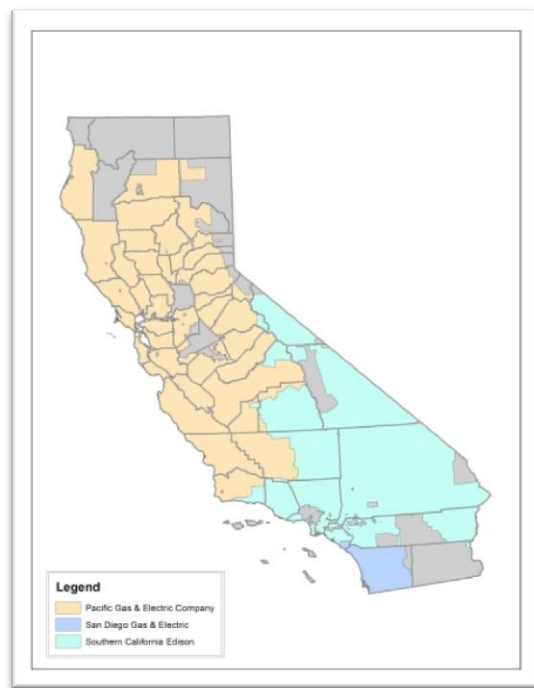 Legend
Pacific Gas & Electric Company
San Diego Gas & Electric
Southern California Edison